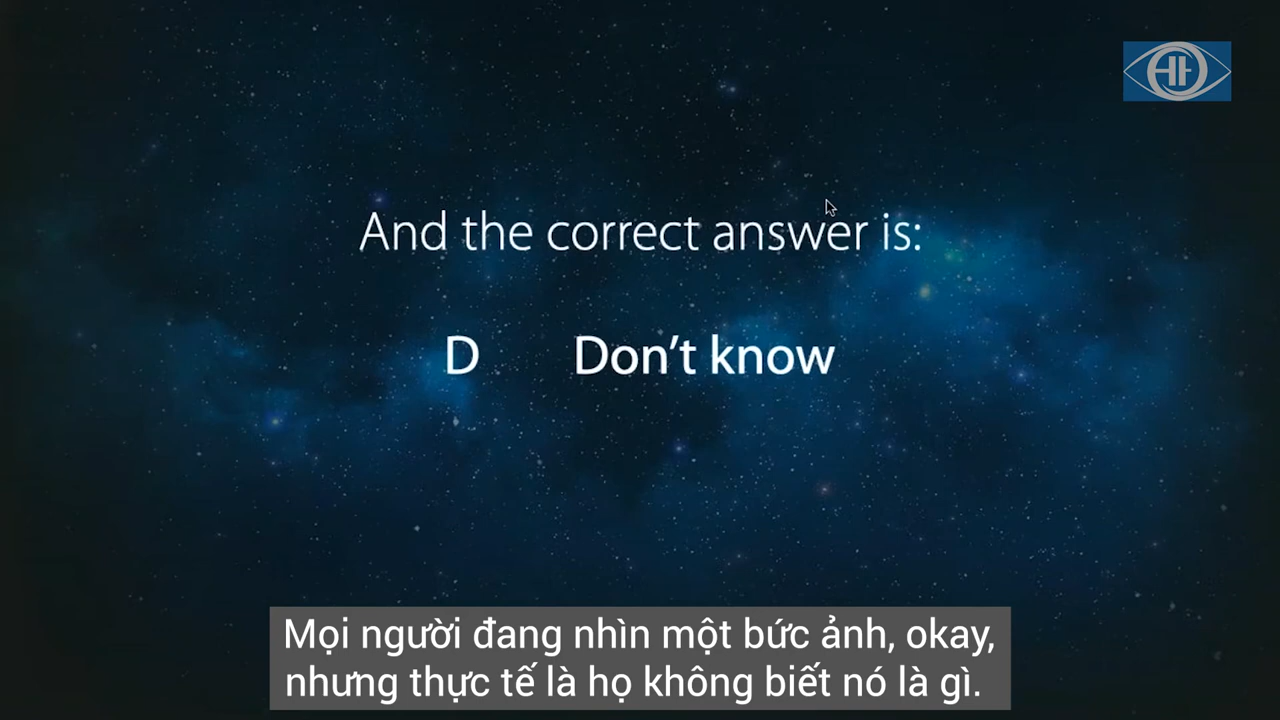 And the correct answer is:
D Don't know
Mọi người đang nhìn một bức ảnh, okay,
nhưng thực tế là họ không biết nó là gì.